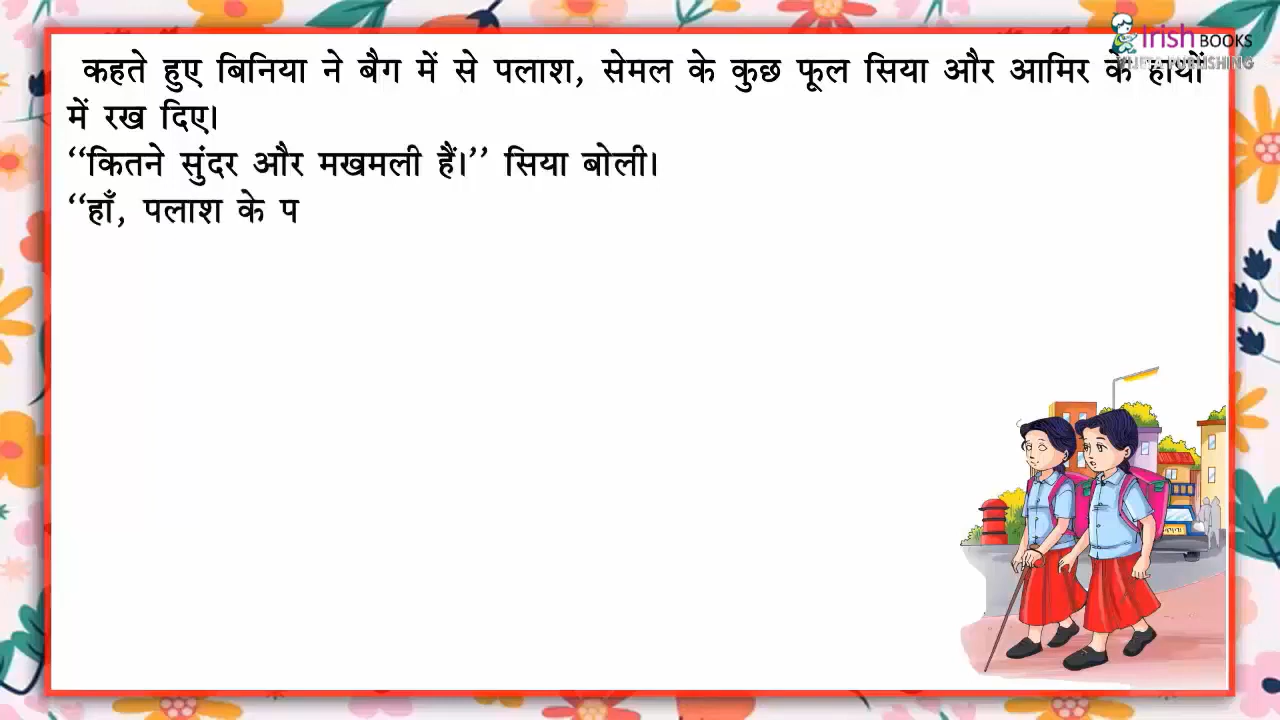 Irish BOOKS
कहते हुए बिनिया ने बैग में से पलाश, सेमल के कुछ फूल सिया और आमिर के हाथों
में रख दिए।
‘‘कितने सुंदर और मखमली हैं।’’ सिया बोली।
‘‘हाँ, पलाश के प